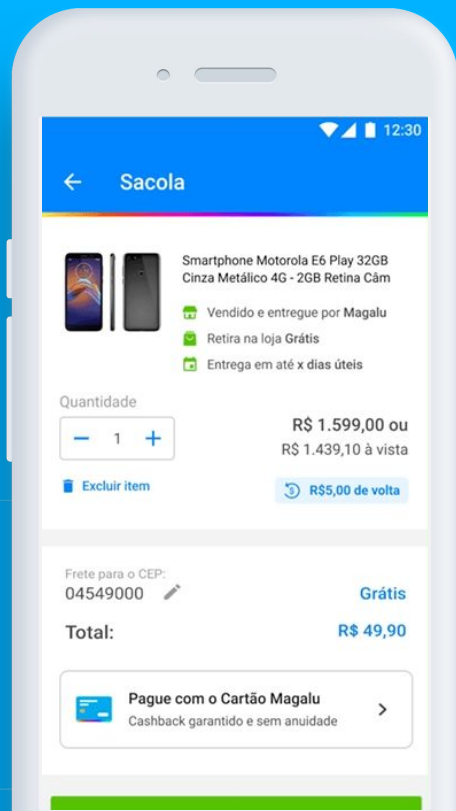 12:30
Sacola
Smartphone Motorola E6 Play 32GB
Cinza Metálico 4G - 2GB Retina Câm
Vendido e entregue por Magalu
Retira na loja Grátis
Entrega em até x dias úteis
Quantidade
1
R$ 1.599,00 ou
R$ 1.439,10 à vista
Excluir item
R$5,00 de volta
Frete para o CEP:
04549000
Grátis
Total:
R$ 49,90
Pague com o Cartão Magalu
Cashback garantido e sem anuidade